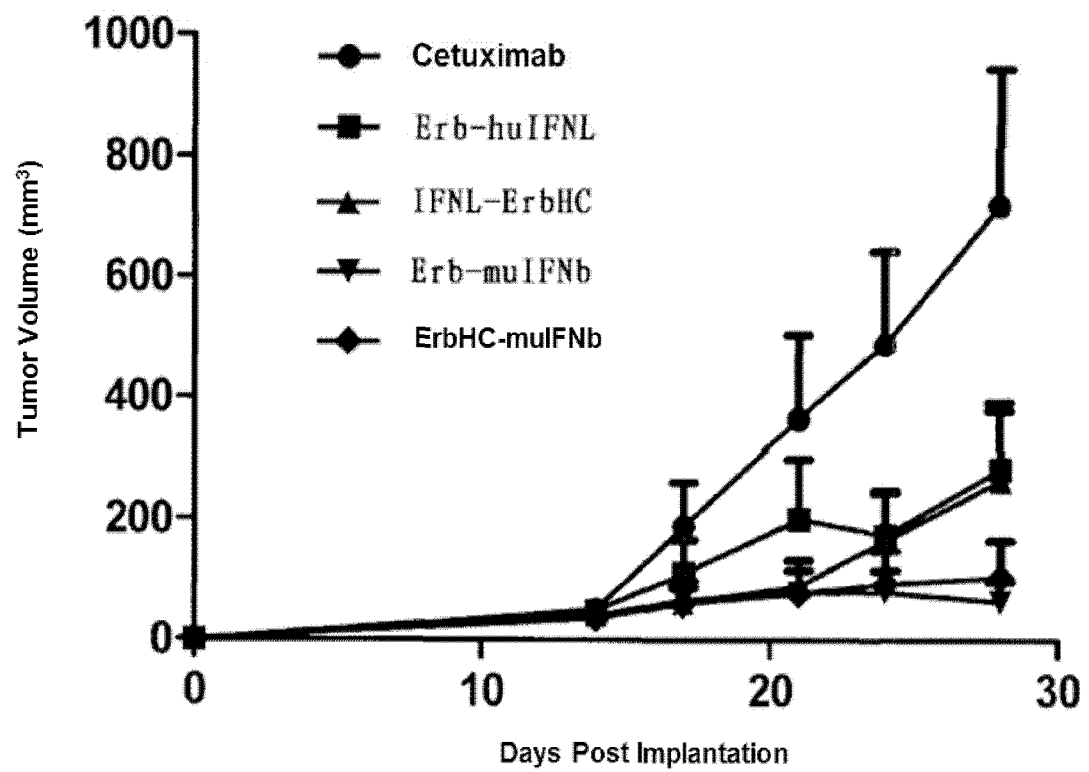 1000
800
600
400
200
0
Tumor Volume (mm³)
Cetuximab
Erb-huIFNL
IFNL-ErbHC
Erb-muIFNb
ErbHC-muIFNb
0 10 20 30
Days Post Implantation